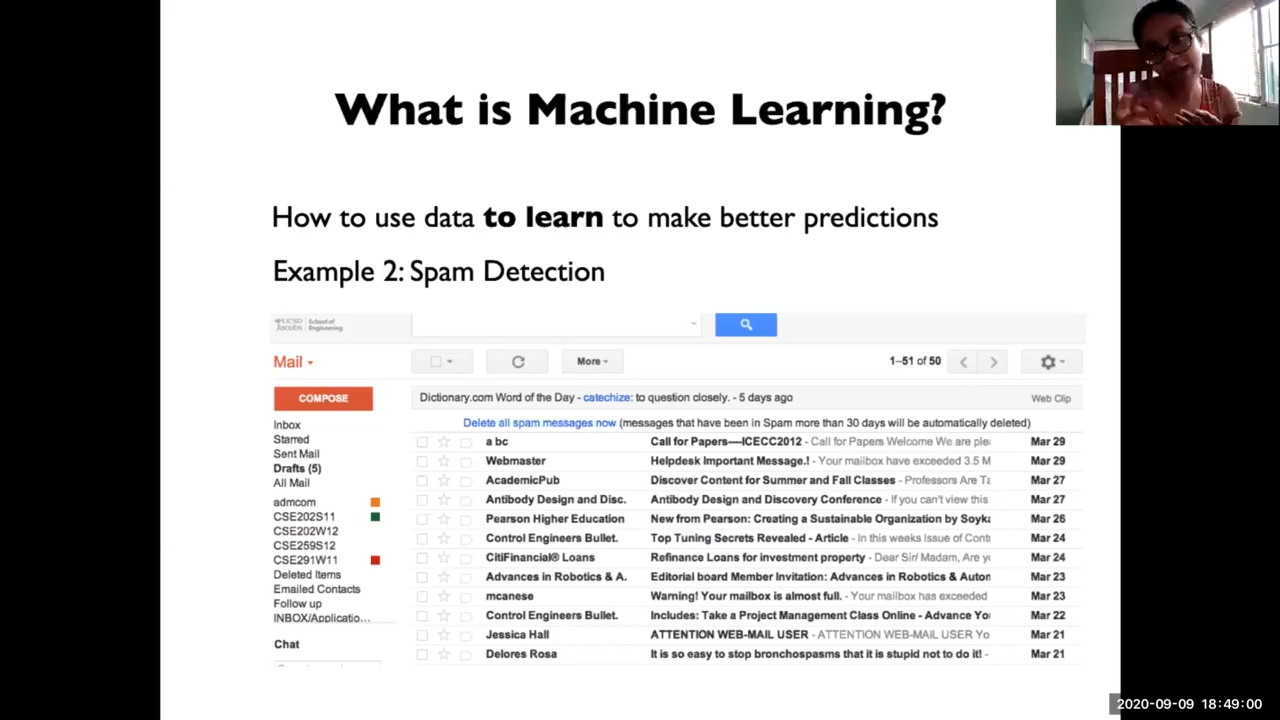 What is Machine Learning?
How to use data to learn to make better predictions
Example 2: Spam Detection
UCSD School of
Jacobs Engineering
Mail
More
1–51 of 50
COMPOSE
Dictionary.com Word of the Day - catechize: to question closely. - 5 days ago Web Clip
Inbox
Starred
Sent Mail
Drafts (5)
All Mail
admcom
CSE202S11
CSE202W12
CSE259S12
CSE291W11
Deleted Items
Emailed Contacts
Follow up
INBOX/Applicatio...
Chat
Delete all spam messages now (messages that have been in Spam more than 30 days will be automatically deleted)
a bc Call for Papers----ICECC2012 - Call for Papers Welcome We are plea Mar 29
Webmaster Helpdesk Important Message.! - Your mailbox have exceeded 3.5 M Mar 29
AcademicPub Discover Content for Summer and Fall Classes - Professors Are Ta Mar 27
Antibody Design and Disc. Antibody Design and Discovery Conference - If you can't view this Mar 27
Pearson Higher Education New from Pearson: Creating a Sustainable Organization by Soyka Mar 26
Control Engineers Bullet. Top Tuning Secrets Revealed - Article - In this weeks Issue of Cont Mar 24
CitiFinancial® Loans Refinance Loans for investment property - Dear Sir/ Madam, Are yo Mar 24
Advances in Robotics & A. Editorial board Member Invitation: Advances in Robotics & Auton Mar 23
mcanese Warning! Your mailbox is almost full. - Your mailbox has exceeded Mar 23
Control Engineers Bullet. Includes: Take a Project Management Class Online - Advance Yo Mar 22
Jessica Hall ATTENTION WEB-MAIL USER - ATTENTION WEB-MAIL USER Yo Mar 21
Delores Rosa It is so easy to stop bronchospasms that it is stupid not to do it! - Mar 21
2020-09-09 18:49:00